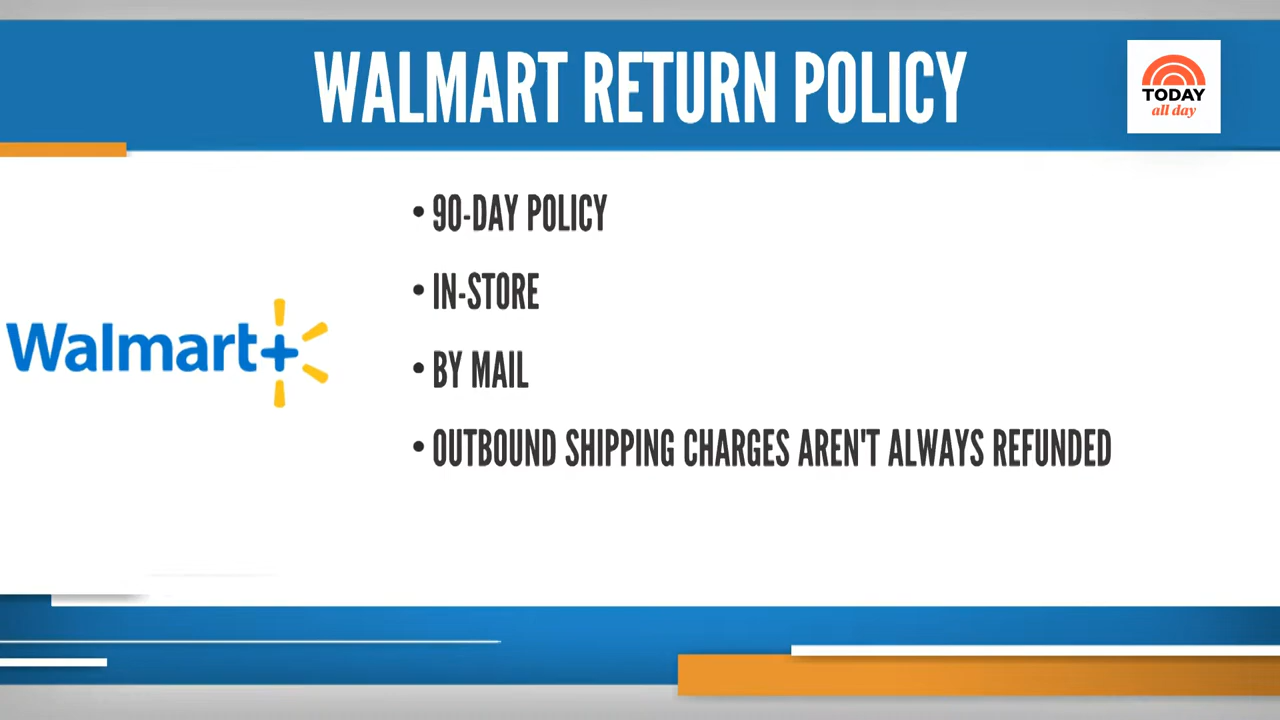 WALMART RETURN POLICY
TODAY
all day
• 90-DAY POLICY
• IN-STORE
• BY MAIL
• OUTBOUND SHIPPING CHARGES AREN'T ALWAYS REFUNDED
Walmart+